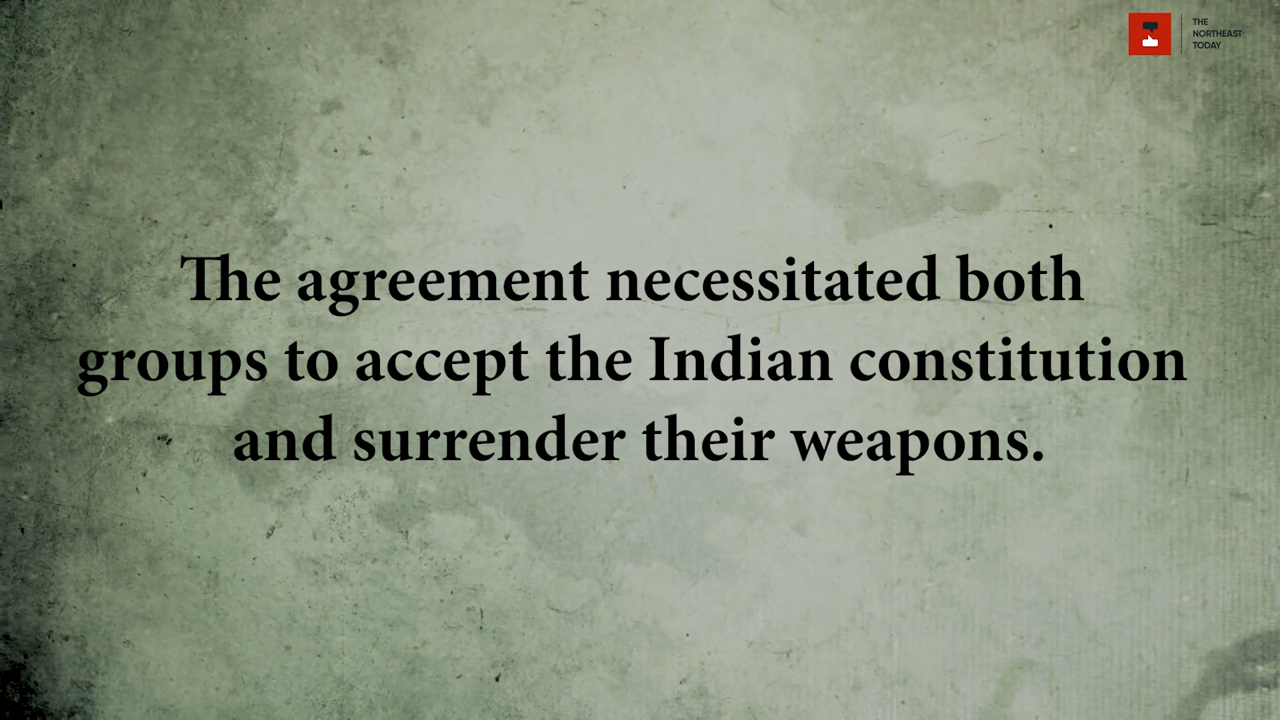 THE
NORTHEAST
TODAY
The agreement necessitated both
groups to accept the Indian constitution
and surrender their weapons.